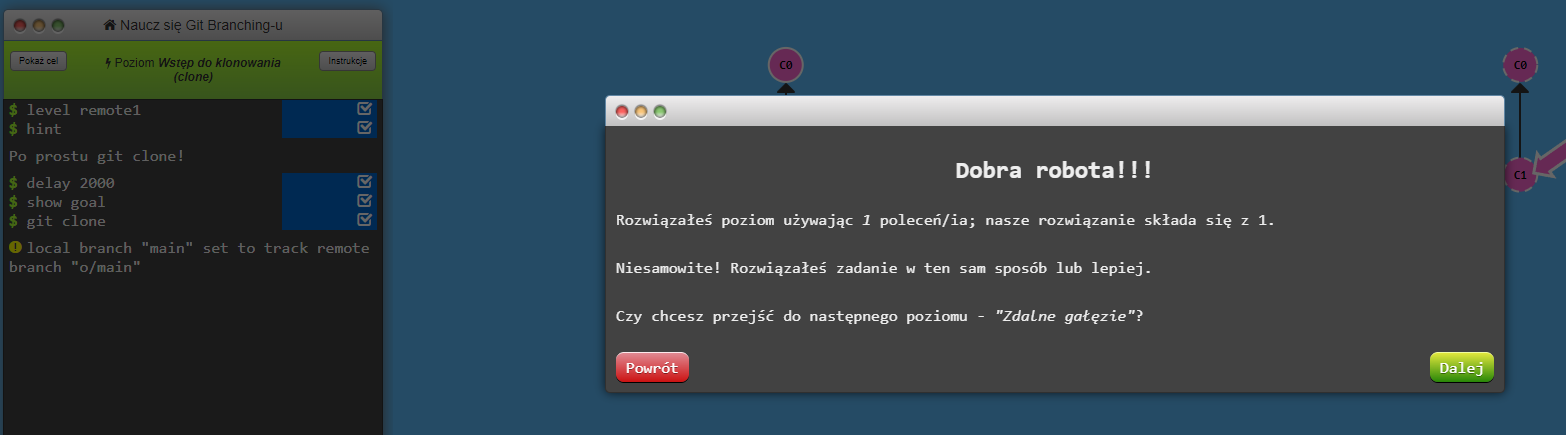 Naucz się Git Branching-u
Pokaż cel
Poziom Wstęp do klonowania
(clone)
Instrukcje
$ level remote1
$ hint
Po prostu git clone!
$ delay 2000
$ show goal
$ git clone
local branch "main" set to track remote
branch "o/main"
C0
C0
C1
Dobra robota!!!
Rozwiązałeś poziom używając 1 poleceń/ia; nasze rozwiązanie składa się z 1.
Niesamowite! Rozwiązałeś zadanie w ten sam sposób lub lepiej.
Czy chcesz przejść do następnego poziomu - "Zdalne gałęzie"?
Powrót
Dalej